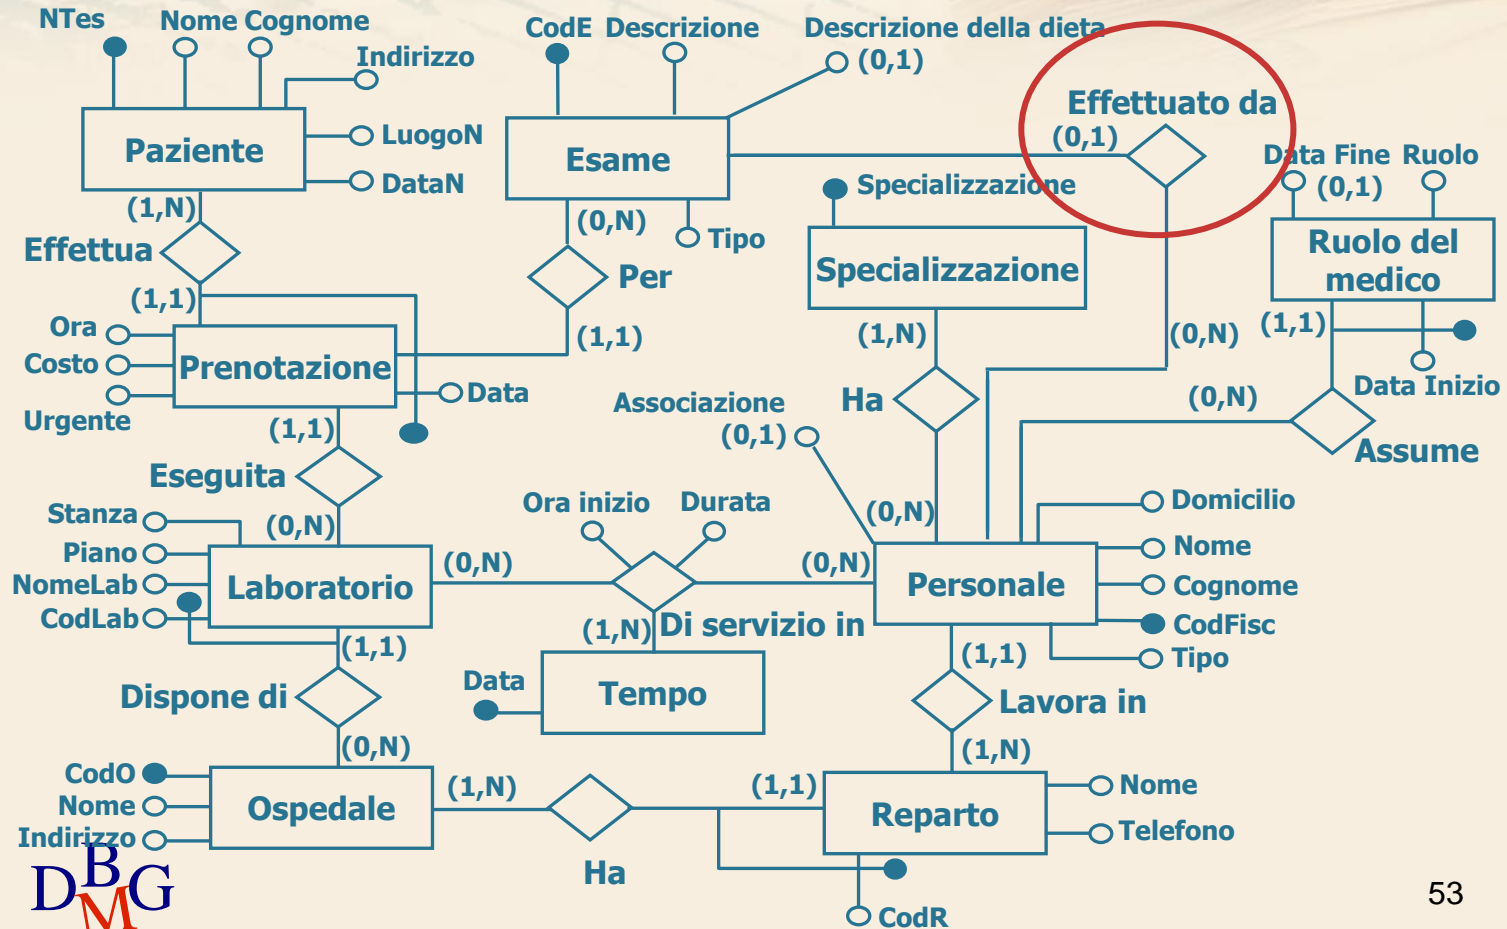 NTes
Nome Cognome
CodE Descrizione
Descrizione della dieta
(0,1)
Indirizzo
Effettuato da
(0,1)
Paziente
LuogoN
DataN
Esame
Data Fine Ruolo
(0,1)
Specializzazione
(1,N)
(0,N)
Tipo
Effettua
Per
Specializzazione
Ruolo del
medico
(1,1)
(1,1)
(1,N)
(0,N)
(1,1)
Ora
Costo
Urgente
Prenotazione
Data
Data Inizio
Associazione
(0,1)
Ha
(0,N)
(1,1)
Assume
Eseguita
Stanza
Piano
NomeLab
CodLab
(0,N)
Ora inizio
Durata
(0,N)
Domicilio
Laboratorio
(0,N)
(0,N)
Personale
Nome
Cognome
CodFisc
Tipo
(1,1)
(1,N)
Di servizio in
(1,1)
Dispone di
Data
Tempo
Lavora in
(0,N)
(1,N)
CodO
Nome
Indirizzo
Ospedale
(1,N)
(1,1)
Reparto
Nome
Telefono
Ha
CodR
DBMG
53